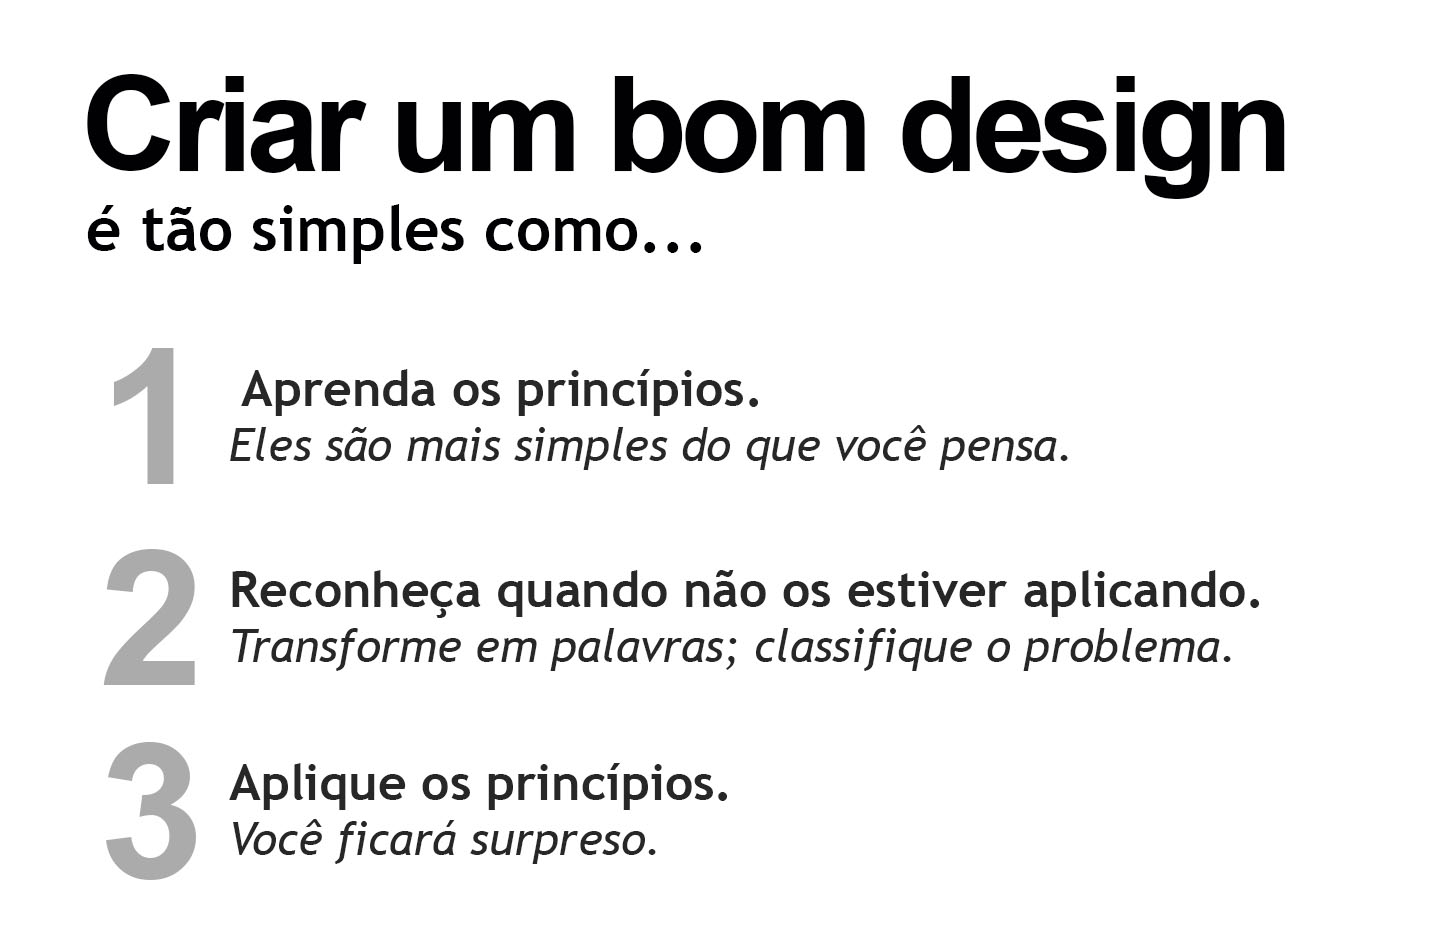 Criar um bom design
é tão simples como...
1
Aprenda os princípios.
Eles são mais simples do que você pensa.
2
Reconheça quando não os estiver aplicando.
Transforme em palavras; classifique o problema.
3
Aplique os princípios.
Você ficará surpreso.